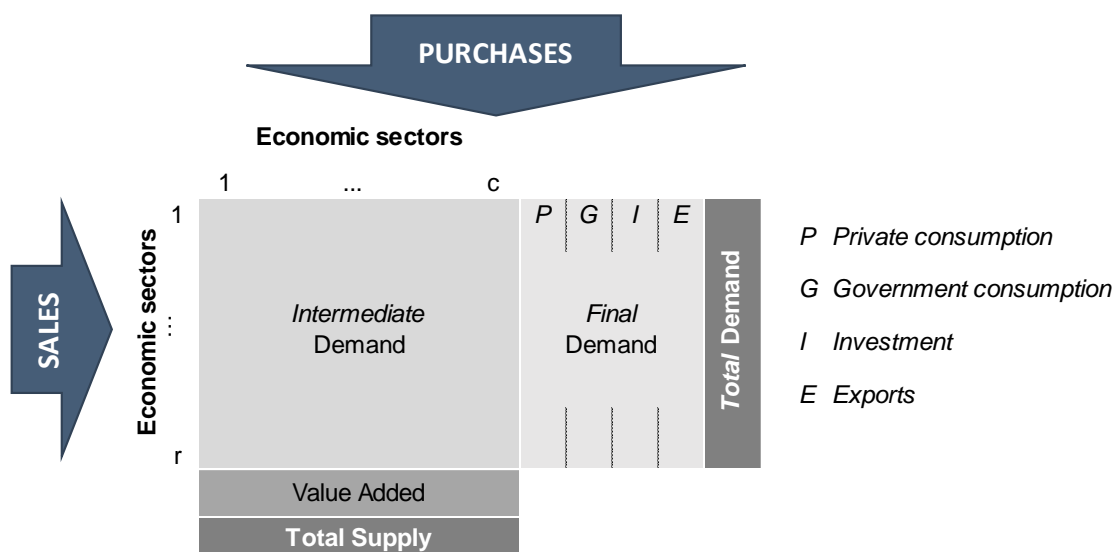 PURCHASES
Economic sectors
1 ... c
1
P G I E
SALES
Economic sectors
...
r
Intermediate
Demand
Final
Demand
Total Demand
P Private consumption
G Government consumption
I Investment
E Exports
Value Added
Total Supply